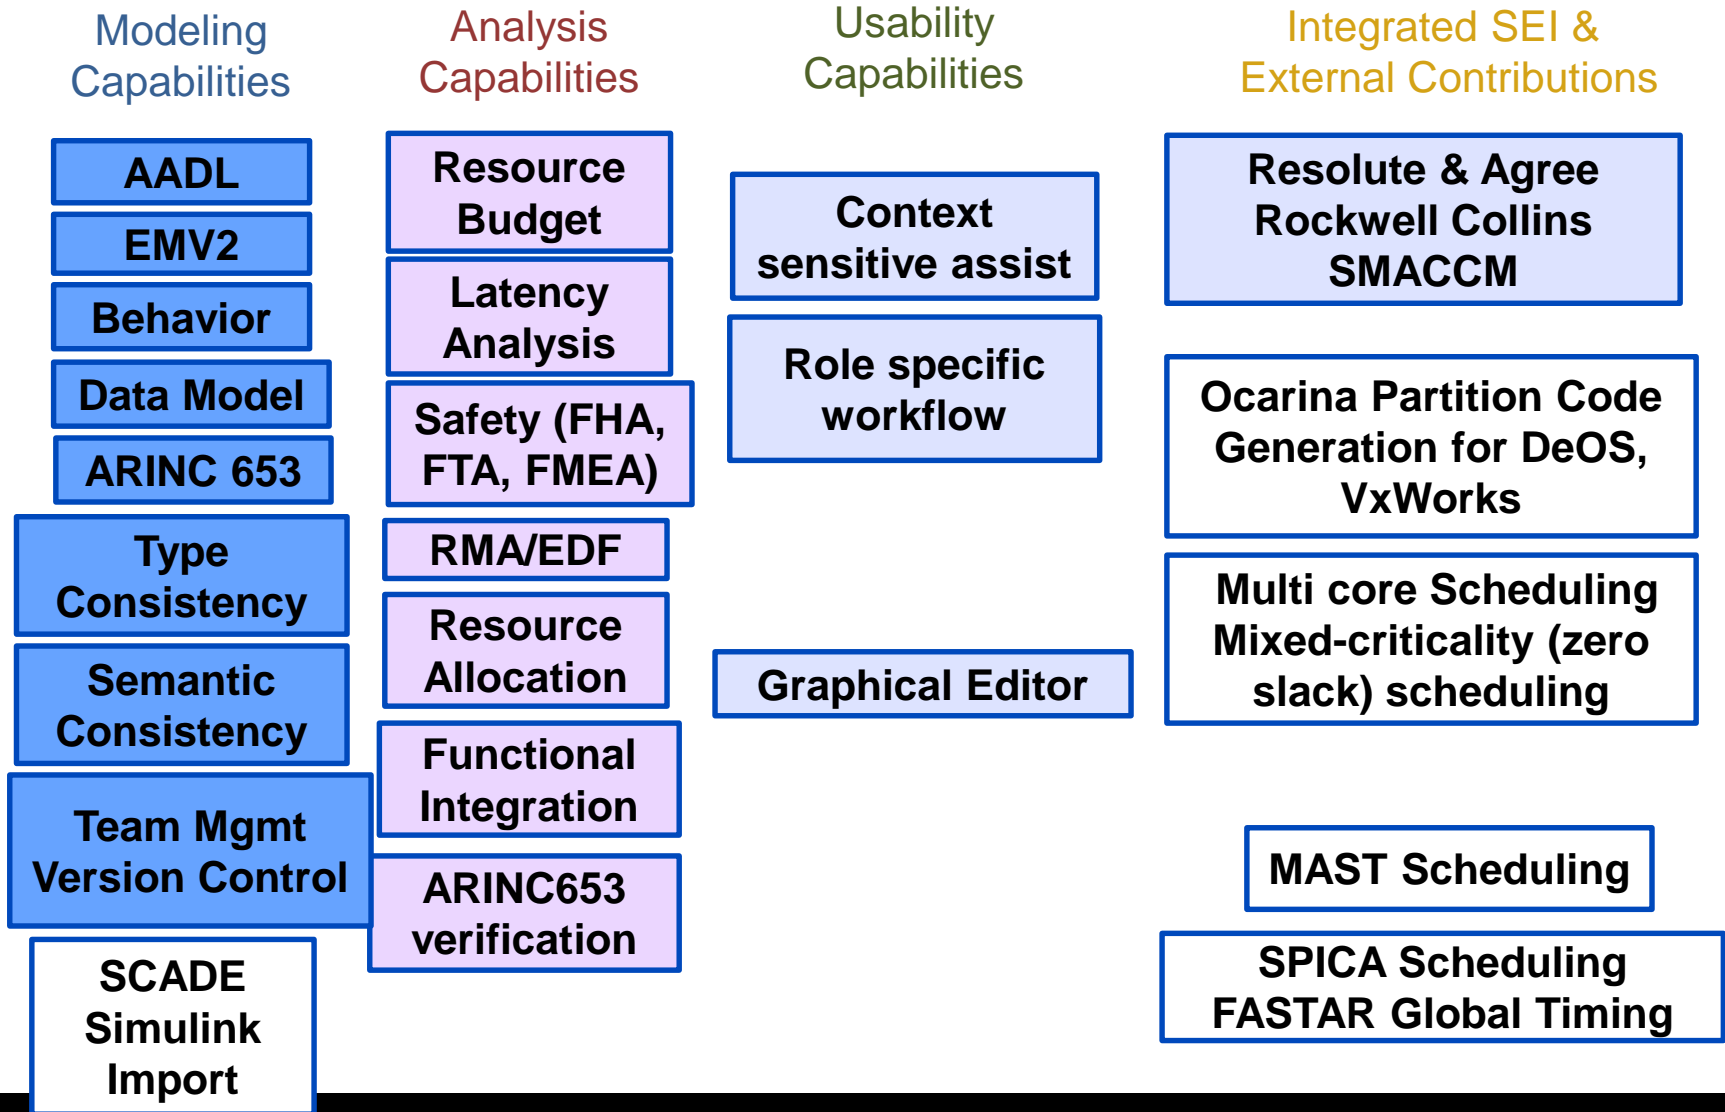 Modeling
Capabilities
AADL
EMV2
Behavior
Data Model
ARINC 653
Type
Consistency
Semantic
Consistency
Team Mgmt
Version Control
SCADE
Simulink
Import
Analysis
Capabilities
Resource
Budget
Latency
Analysis
Safety (FHA,
FTA, FMEA)
RMA/EDF
Resource
Allocation
Functional
Integration
ARINC653
verification
Usability
Capabilities
Context
sensitive assist
Role specific
workflow
Graphical Editor
Integrated SEI &
External Contributions
Resolute & Agree
Rockwell Collins
SMACCM
Ocarina Partition Code
Generation for DeOS,
VxWorks
Multi core Scheduling
Mixed-criticality (zero
slack) scheduling
MAST Scheduling
SPICA Scheduling
FASTAR Global Timing